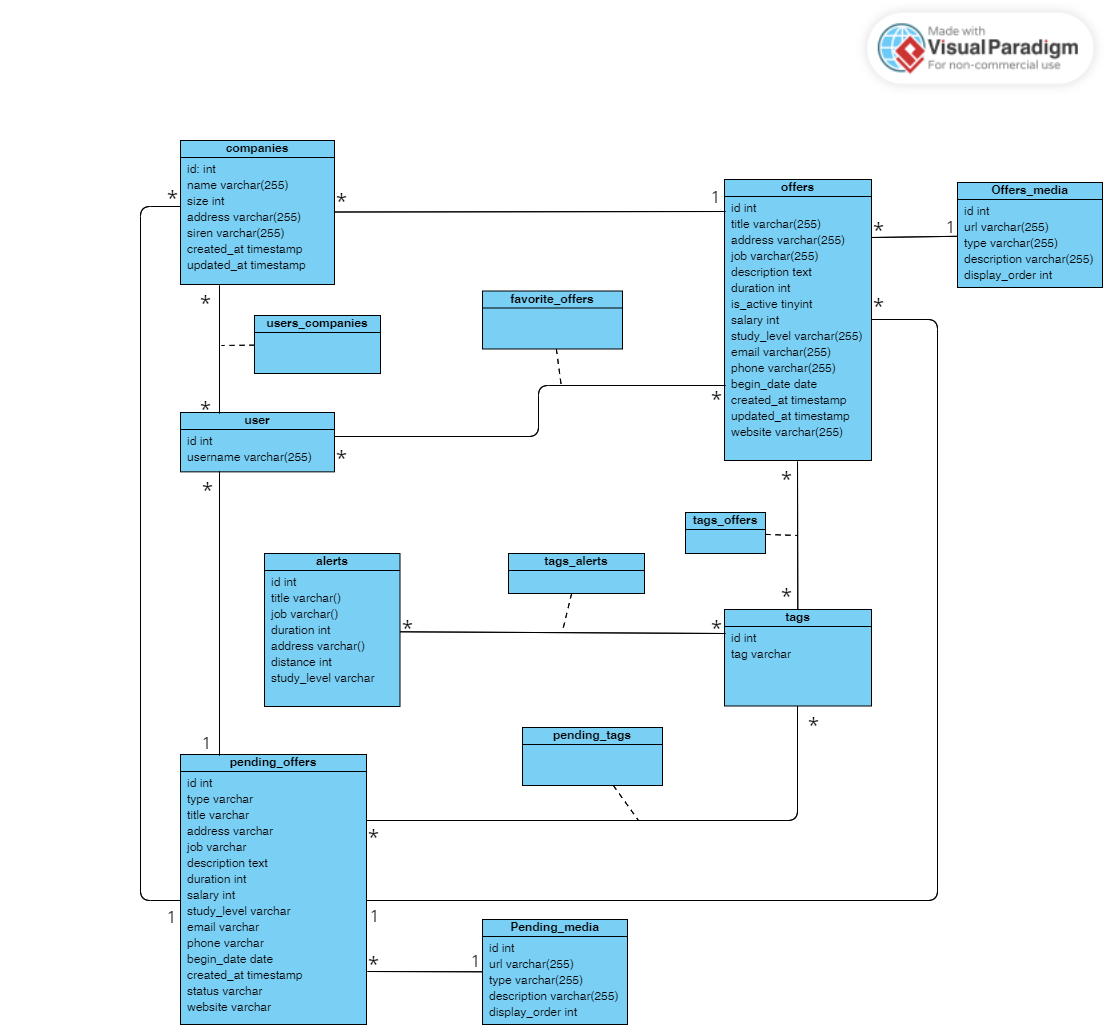 Made with
Visual Paradigm
For non-commercial use
companies
id: int
name varchar(255)
size int
address varchar(255)
siren varchar(255)
created_at timestamp
updated_at timestamp
*
*
1
offers
id int
title varchar(255)
address varchar(255)
job varchar(255)
description text
duration int
is_active tinyint
salary int
study_level varchar(255)
email varchar(255)
phone varchar(255)
begin_date date
created_at timestamp
updated_at timestamp
website varchar(255)
*
1
Offers_media
id int
url varchar(255)
type varchar(255)
description varchar(255)
display_order int
*
*
users_companies
favorite_offers
*
*
user
id int
username varchar(255)
*
*
*
tags_offers
alerts
id int
title varchar()
job varchar()
duration int
address varchar()
distance int
study_level varchar
tags_alerts
*
*
*
tags
id int
tag varchar
*
pending_tags
1
pending_offers
id int
type varchar
title varchar
address varchar
job varchar
description text
duration int
salary int
study_level varchar
email varchar
phone varchar
begin_date date
created_at timestamp
status varchar
website varchar
*
1
1
*
1
Pending_media
id int
url varchar(255)
type varchar(255)
description varchar(255)
display_order int